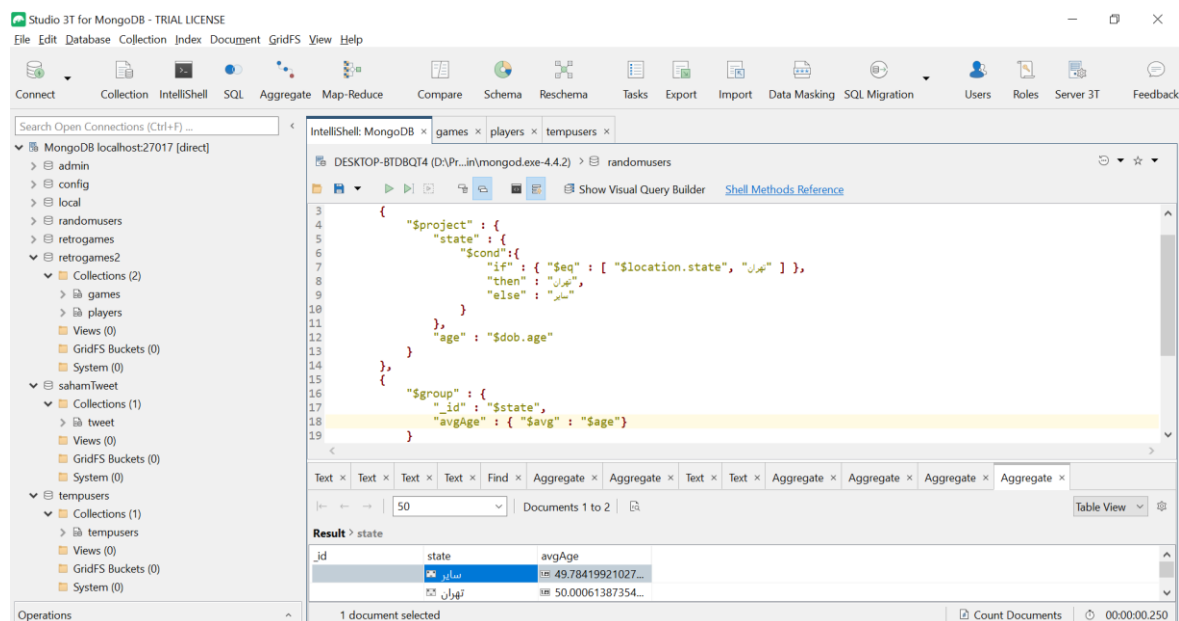 Studio 3T for MongoDB - TRIAL LICENSE
File Edit Database Collection Index Document GridFS View Help
Connect Collection IntelliShell SQL Aggregate Map-Reduce Compare Schema Reschema Tasks Export Import Data Masking SQL Migration Users Roles Server 3T Feedback
Search Open Connections (Ctrl+F) ...
MongoDB localhost:27017 [direct]
admin
config
local
randomusers
retrogames
retrogames2
Collections (2)
games
players
Views (0)
GridFS Buckets (0)
System (0)
sahamTweet
Collections (1)
tweet
Views (0)
GridFS Buckets (0)
System (0)
tempusers
Collections (1)
tempusers
Views (0)
GridFS Buckets (0)
System (0)
Operations
IntelliShell: MongoDB × games × players × tempusers ×
DESKTOP-BTDBQT4 (D:\Pr...in\mongod.exe-4.4.2) > randomusers
Show Visual Query Builder Shell Methods Reference
3 {
4 "$project" : {
5 "state" : {
6 "$cond":{
7 "if" : { "$eq" : [ "$location.state", "تهران" ] },
8 "then" : "تهران",
9 "else" : "سایر"
10 }
11 },
12 "age" : "$dob.age"
13 }
14 },
15 {
16 "$group" : {
17 "_id" : "$state",
18 "avgAge" : { "$avg" : "$age"}
19 }
Text × Text × Text × Text × Find × Aggregate × Aggregate × Text × Text × Aggregate × Aggregate × Aggregate × Aggregate ×
50 Documents 1 to 2 Table View
Result > state
_id state avgAge
سایر 49.78419921027...
تهران 50.00061387354...
1 document selected Count Documents 00:00:00.250